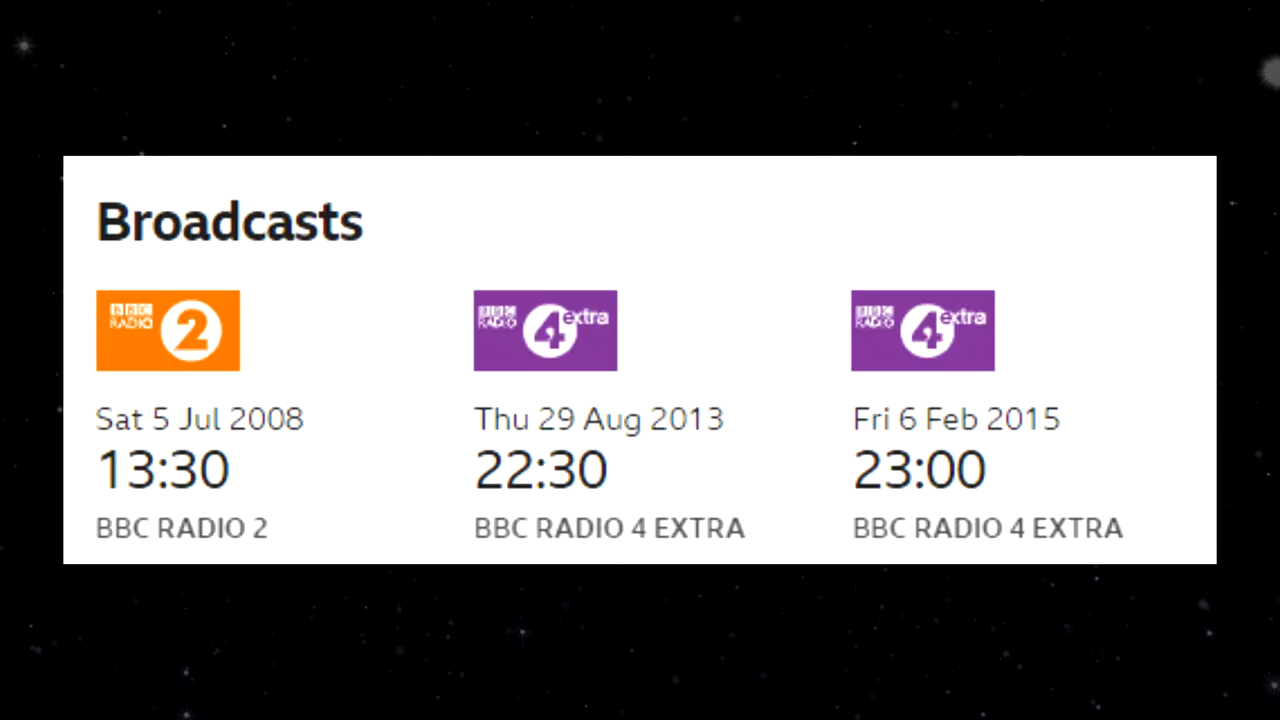 Broadcasts
BBC RADIO 2
BBC RADIO 4 extra
BBC RADIO 4 extra
Sat 5 Jul 2008
13:30
BBC RADIO 2
Thu 29 Aug 2013
22:30
BBC RADIO 4 EXTRA
Fri 6 Feb 2015
23:00
BBC RADIO 4 EXTRA